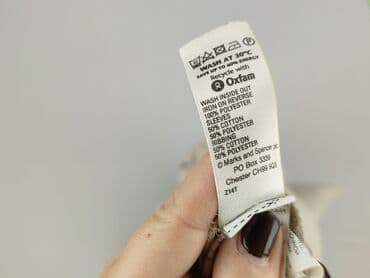 WASH AT 30°C
SAVE UP TO 40% ENERGY
Recycle with
Oxfam
WASH INSIDE OUT
IRON ON REVERSE
100% POLYESTER
SLEEVES
50% COTTON
50% POLYESTER
RIBBING
50% COTTON
50% POLYESTER
© Marks and Spencer plc
PO Box 3339
Chester CH99 9QS
Z14T